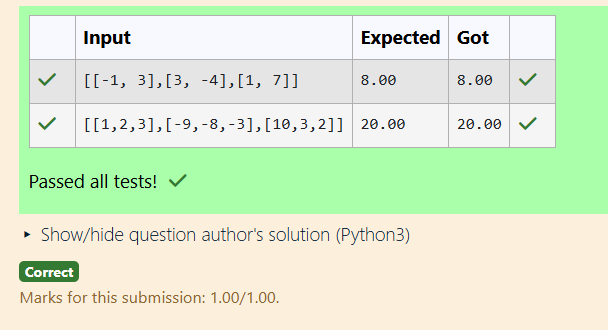 Input Expected Got
[[-1, 3],[3, -4],[1, 7]] 8.00 8.00
[[1,2,3],[-9,-8,-3],[10,3,2]] 20.00 20.00
Passed all tests!
Show/hide question author's solution (Python3)
Correct
Marks for this submission: 1.00/1.00.